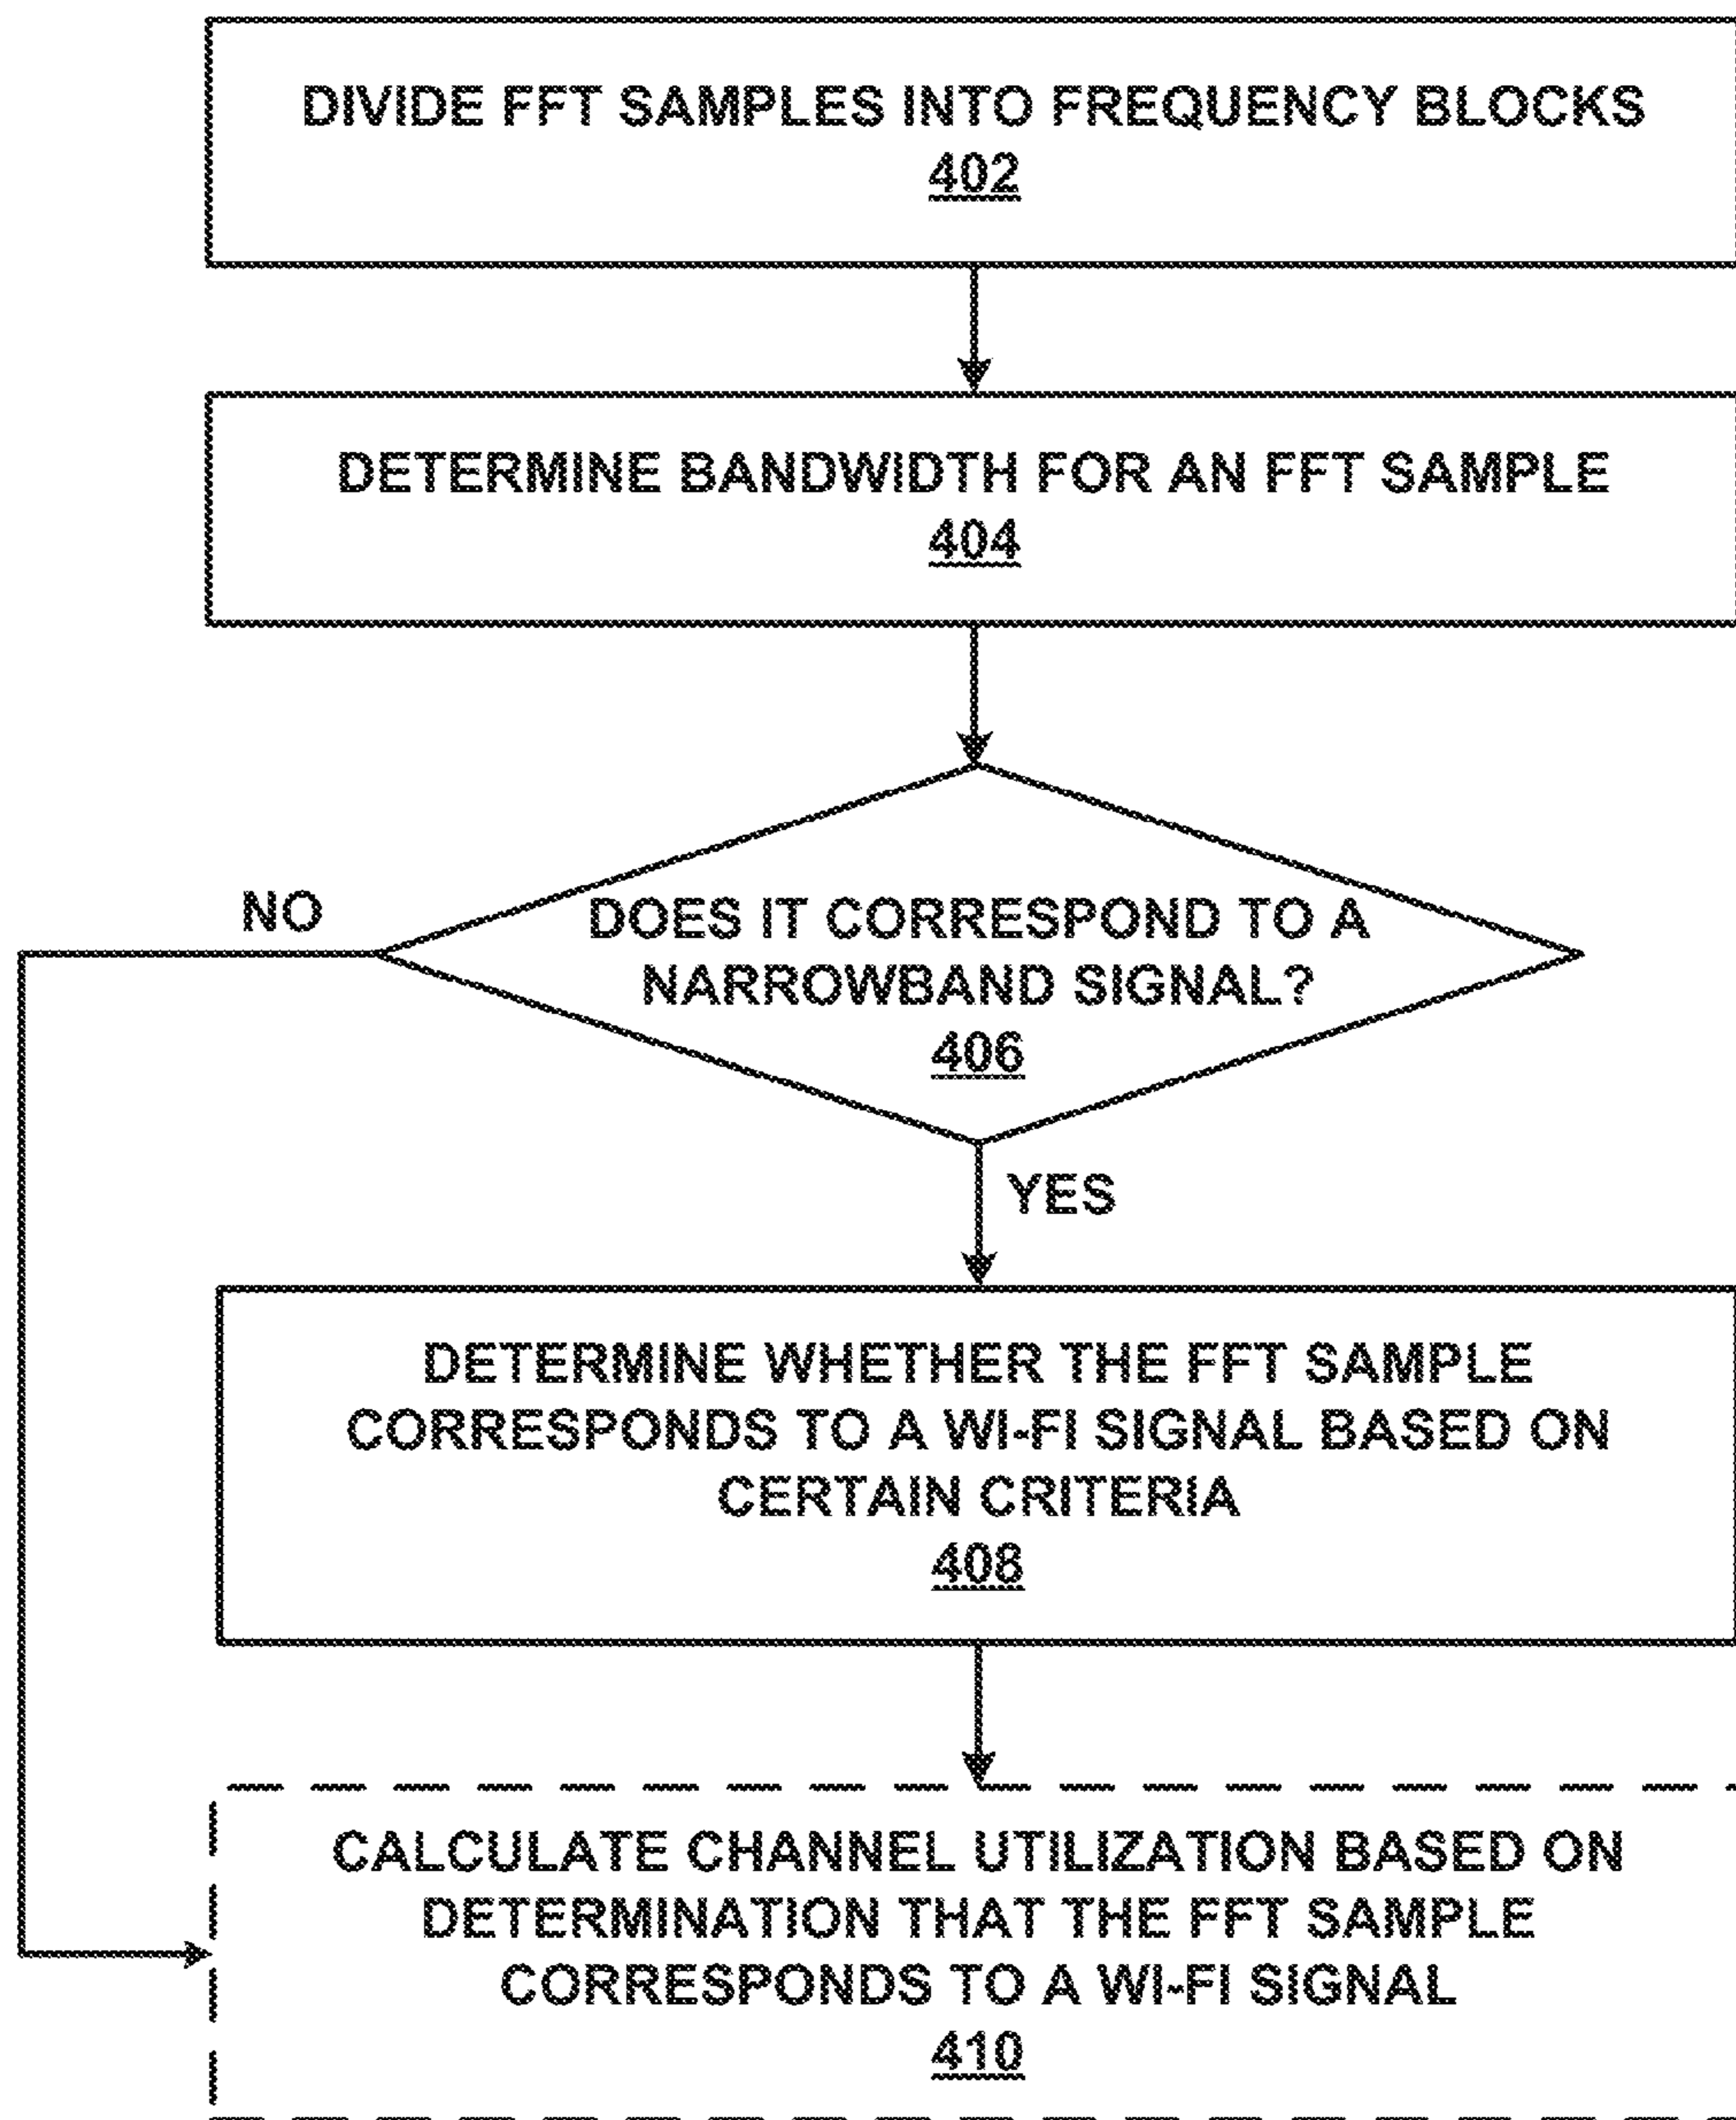 DIVIDE FFT SAMPLES INTO FREQUENCY BLOCKS
402
DETERMINE BANDWIDTH FOR AN FFT SAMPLE
404
NO
DOES IT CORRESPOND TO A
NARROWBAND SIGNAL?
406
YES
DETERMINE WHETHER THE FFT SAMPLE
CORRESPONDS TO A WI-FI SIGNAL BASED ON
CERTAIN CRITERIA
408
CALCULATE CHANNEL UTILIZATION BASED ON
DETERMINATION THAT THE FFT SAMPLE
CORRESPONDS TO A WI-FI SIGNAL
410